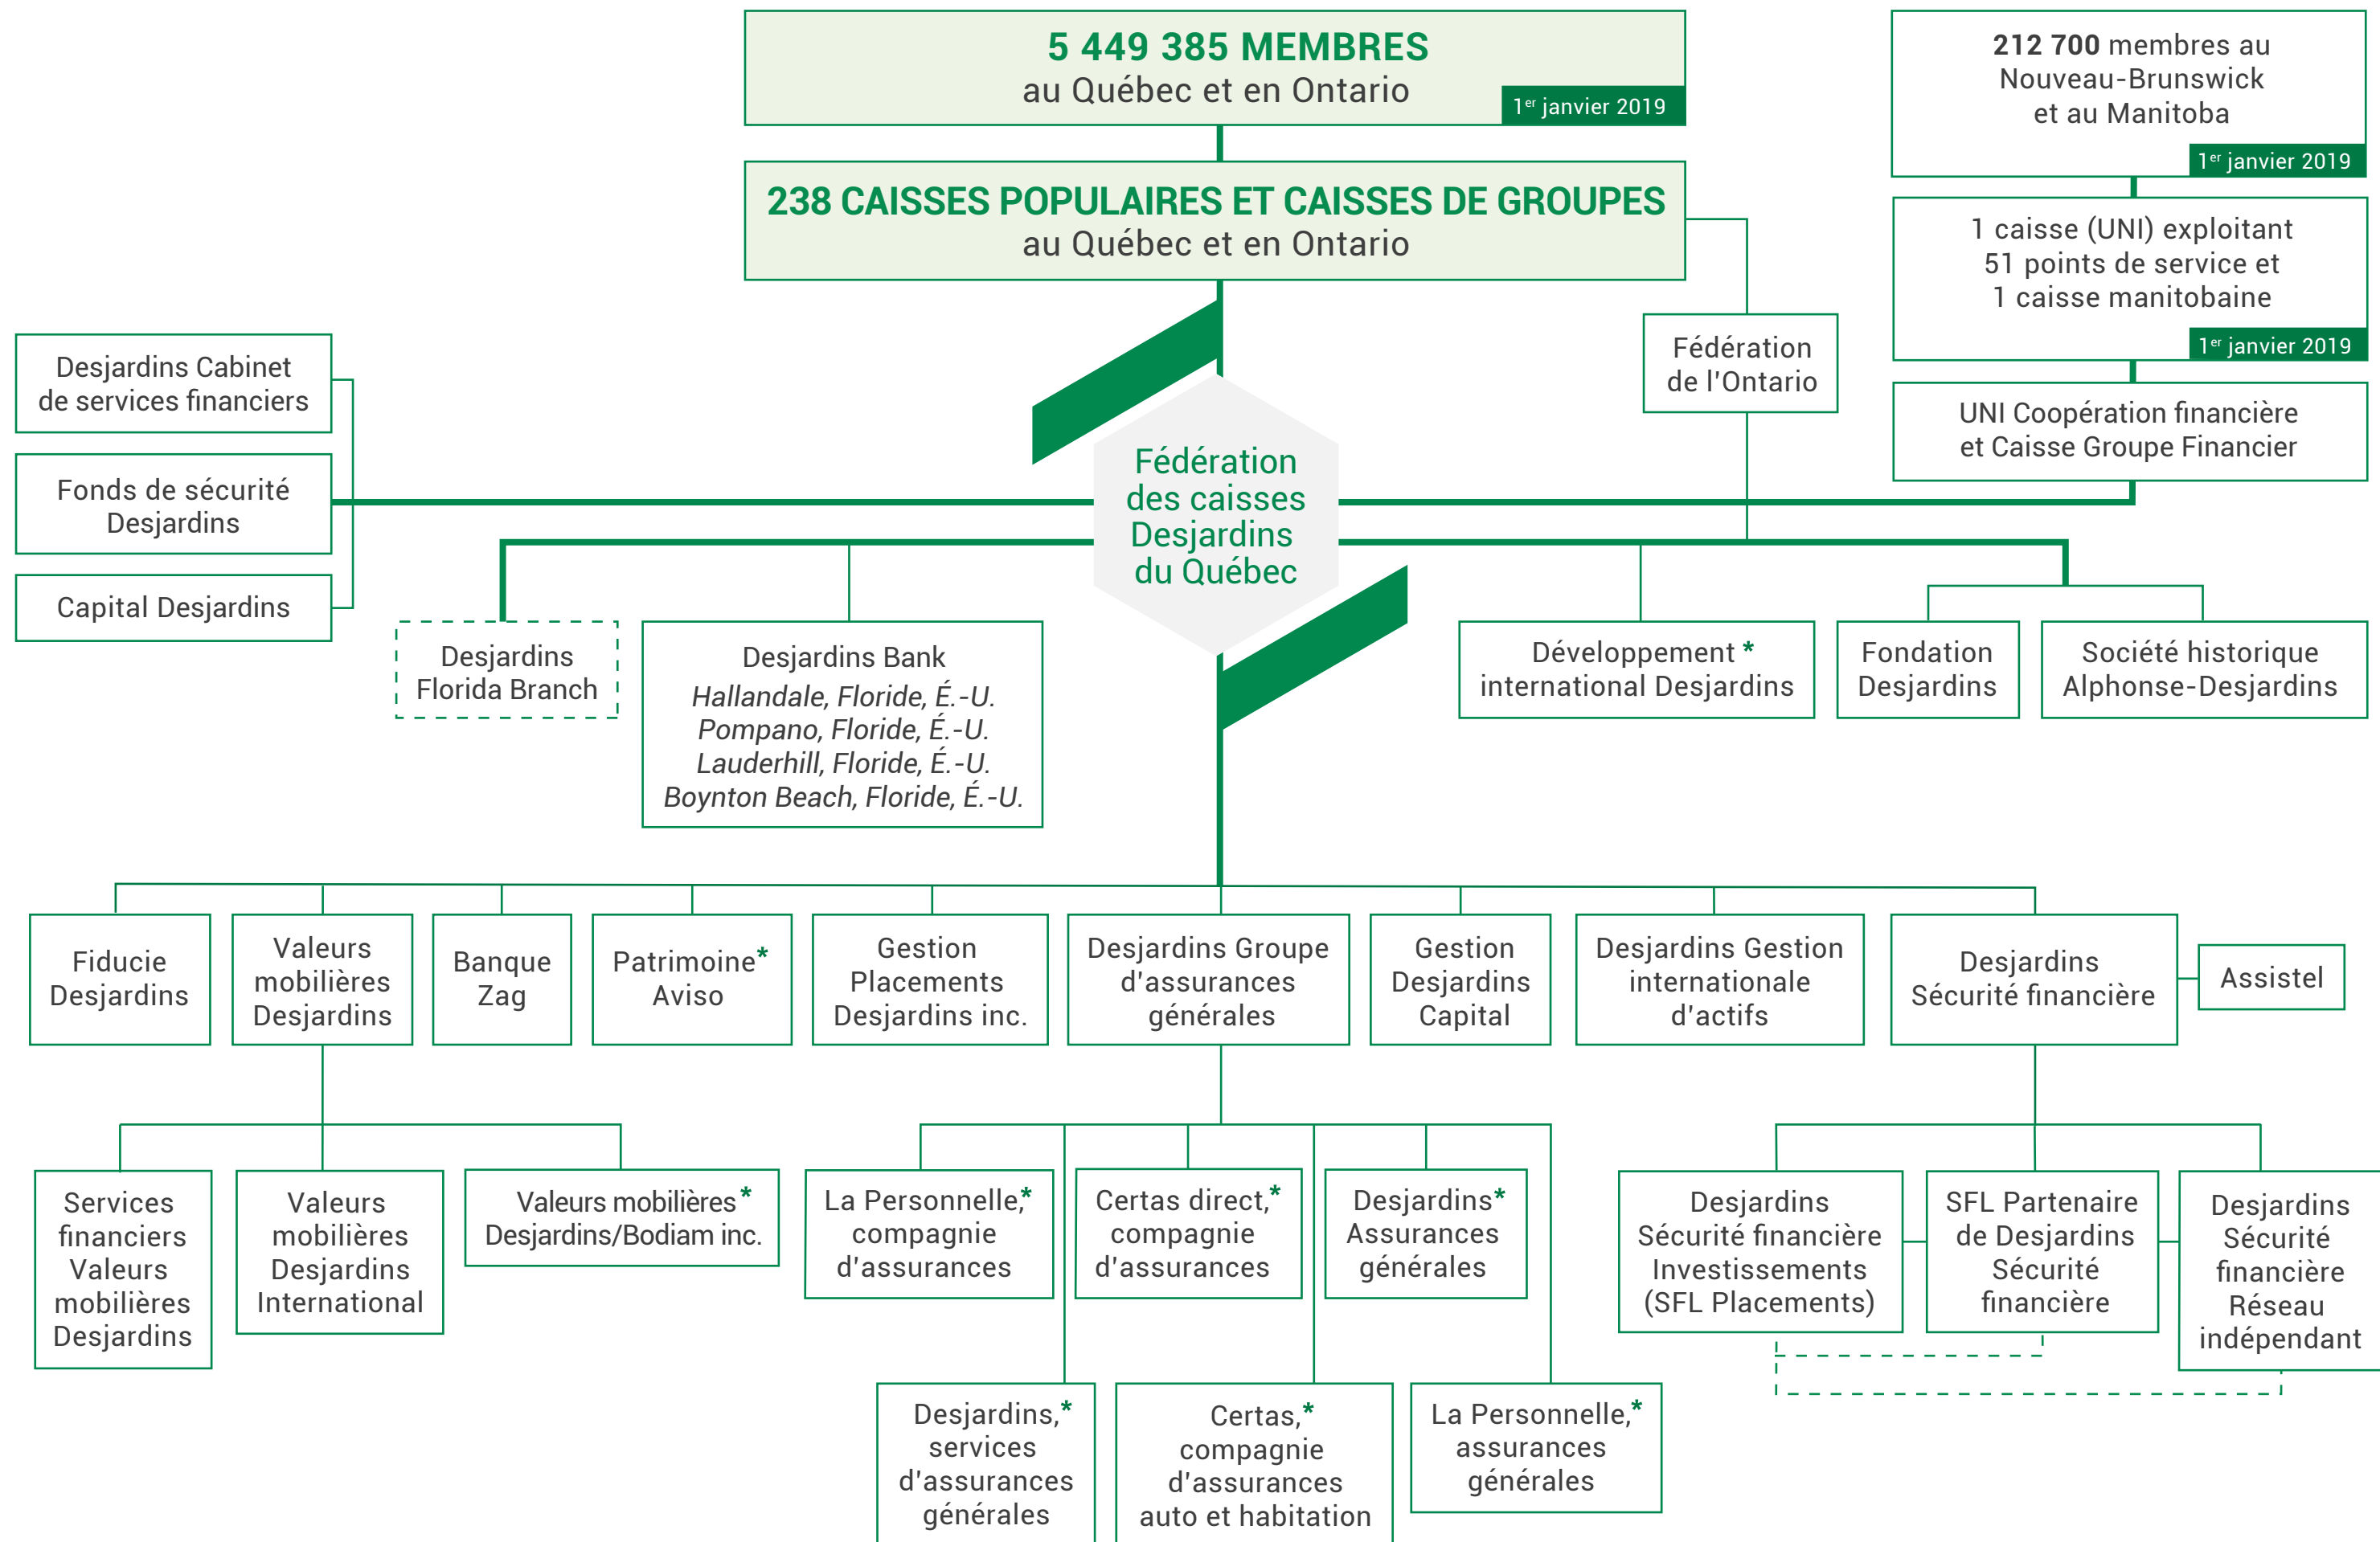 5 449 385 MEMBRES
au Québec et en Ontario
1er janvier 2019
212 700 membres au
Nouveau-Brunswick
et au Manitoba
1er janvier 2019
238 CAISSES POPULAIRES ET CAISSES DE GROUPES
au Québec et en Ontario
1 caisse (UNI) exploitant
51 points de service et
1 caisse manitobaine
1er janvier 2019
Fédération
de l'Ontario
UNI Coopération financière
et Caisse Groupe Financier
Desjardins Cabinet
de services financiers
Fonds de sécurité
Desjardins
Capital Desjardins
Fédération
des caisses
Desjardins
du Québec
Desjardins
Florida Branch
Desjardins Bank
Hallandale, Floride, É.-U.
Pompano, Floride, É.-U.
Lauderhill, Floride, É.-U.
Boynton Beach, Floride, É.-U.
Développement *
international Desjardins
Fondation
Desjardins
Société historique
Alphonse-Desjardins
Fiducie
Desjardins
Valeurs
mobilières
Desjardins
Banque
Zag
Patrimoine*
Aviso
Gestion
Placements
Desjardins inc.
Desjardins Groupe
d'assurances
générales
Gestion
Desjardins
Capital
Desjardins Gestion
internationale
d'actifs
Desjardins
Sécurité financière
Assistel
Services
financiers
Valeurs
mobilières
Desjardins
Valeurs
mobilières
Desjardins
International
Valeurs mobilières*
Desjardins/Bodiam inc.
La Personnelle,*
compagnie
d'assurances
Certas direct,*
compagnie
d'assurances
Desjardins*
Assurances
générales
Desjardins
Sécurité financière
Investissements
(SFL Placements)
SFL Partenaire
de Desjardins
Sécurité
financière
Desjardins
Sécurité
financière
Réseau
indépendant
Desjardins,*
services
d'assurances
générales
Certas,*
compagnie
d'assurances
auto et habitation
La Personnelle,*
assurances
générales